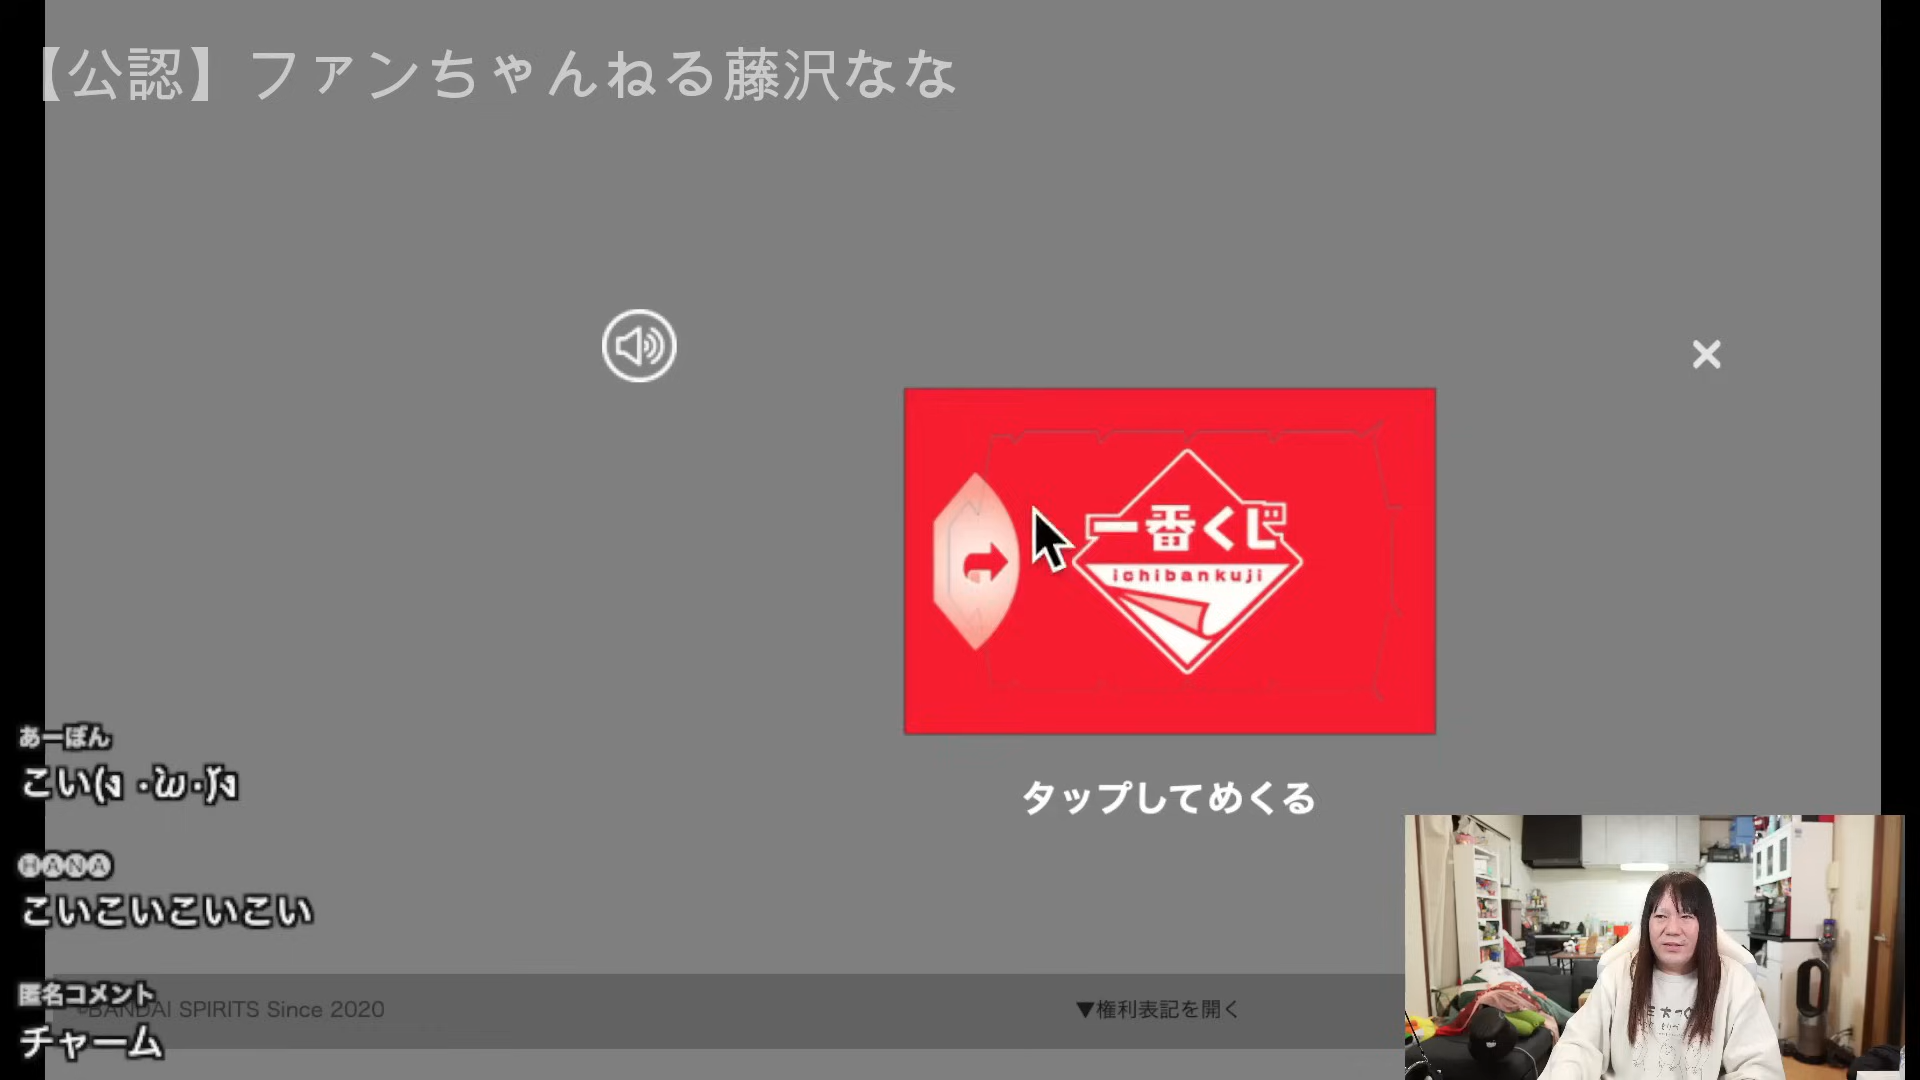 【公認】ファンちゃんねる藤沢なな
一番くじ
ichibankuji
タップしてめくる
あーぽん
こい(ง •̀ω•́)ง
HANA
こいこいこいこい
匿名コメント
©BANDAI SPIRITS Since 2020
▼権利表記を開く
チャーム